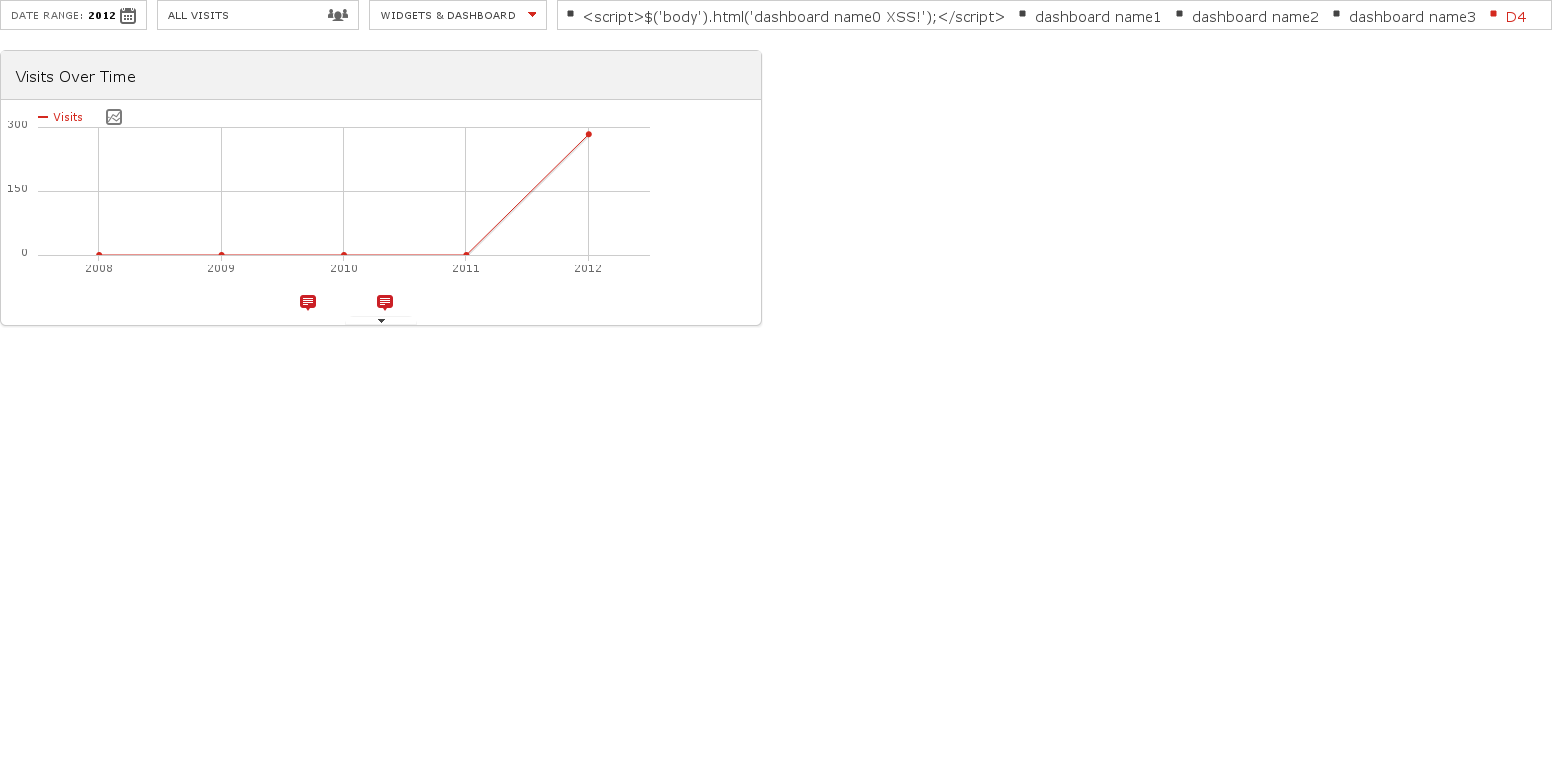 DATE RANGE: 2012
ALL VISITS
WIDGETS & DASHBOARD
<script>$('body').html('dashboard name0 XSS!');</script>
dashboard name1
dashboard name2
dashboard name3
D4
Visits Over Time
Visits
300
150
0
2008 2009 2010 2011 2012